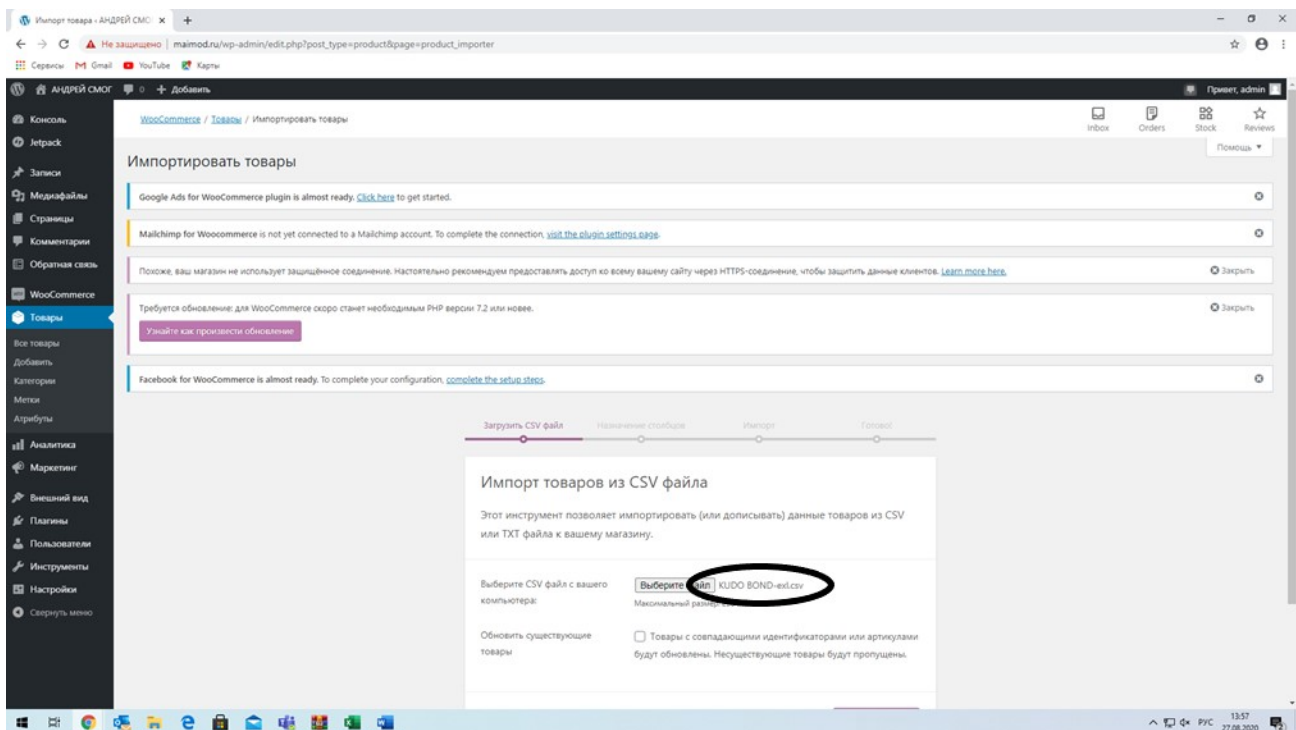 Импорт товара ‹ АНДРЕЙ СМО
Не защищено | maimod.ru/wp-admin/edit.php?post_type=product&page=product_importer
Сервисы Gmail YouTube Карты
АНДРЕЙ СМОГ 0 + Добавить Привет, admin
Консоль
Jetpack
Записи
Медиафайлы
Страницы
Комментарии
Обратная связь
WooCommerce
Товары
Все товары
Добавить
Категории
Метки
Атрибуты
Аналитика
Маркетинг
Внешний вид
Плагины
Пользователи
Инструменты
Настройки
Свернуть меню
WooCommerce / Товары / Импортировать товары
Inbox Orders Stock Reviews
Помощь
Импортировать товары
Google Ads for WooCommerce plugin is almost ready. Click here to get started.
Mailchimp for Woocommerce is not yet connected to a Mailchimp account. To complete the connection, visit the plugin settings page.
Похоже, ваш магазин не использует защищённое соединение. Настоятельно рекомендуем предоставлять доступ ко всему вашему сайту через HTTPS-соединение, чтобы защитить данные клиентов. Learn more here. Закрыть
Требуется обновление: для WooCommerce скоро станет необходимым PHP версии 7.2 или новее. Закрыть
Узнайте как произвести обновление
Facebook for WooCommerce is almost ready. To complete your configuration, complete the setup steps.
Загрузить CSV файл Назначение столбцов Импорт Готово!
Импорт товаров из CSV файла
Этот инструмент позволяет импортировать (или дописывать) данные товаров из CSV
или TXT файла к вашему магазину.
Выберите CSV файл с вашего
компьютера:
Выберите файл KUDO BOND-exl.csv
Максимальный размер:
Обновить существующие
товары
Товары с совпадающими идентификаторами или артикулами
будут обновлены. Несуществующие товары будут пропущены.
РУС 13:57
27.08.2020